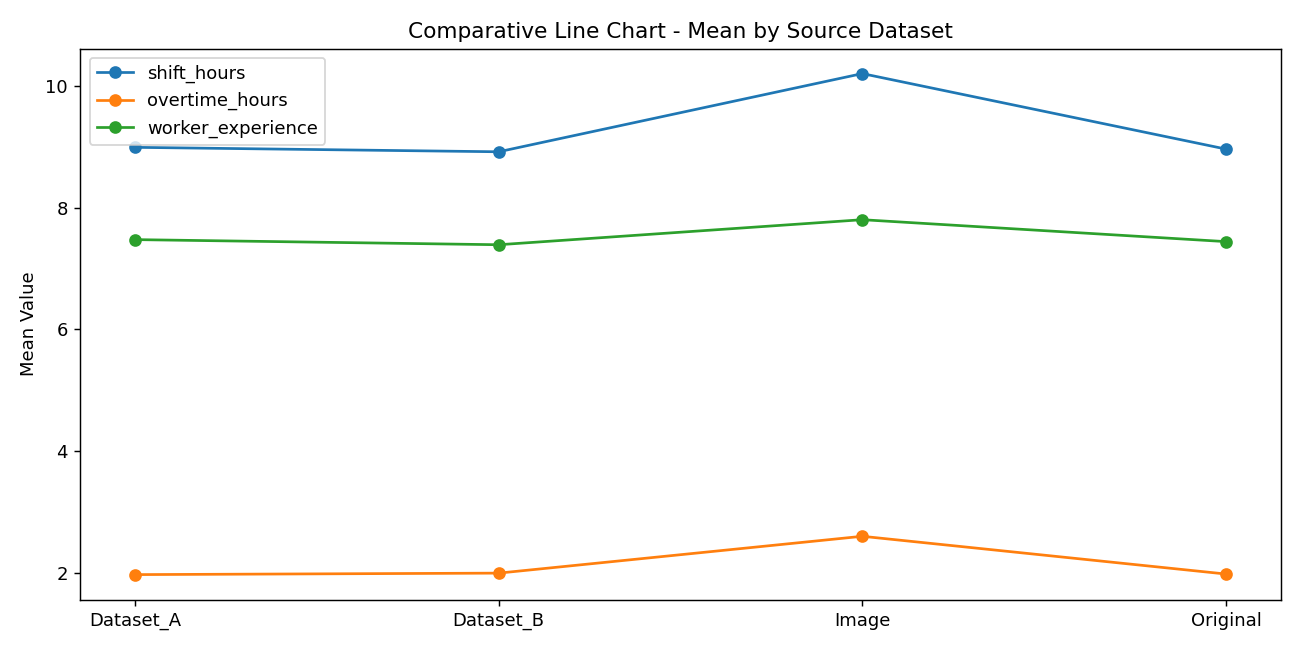 Comparative Line Chart - Mean by Source Dataset
shift_hours
overtime_hours
worker_experience
Mean Value
10
8
6
4
2
Dataset_A
Dataset_B
Image
Original